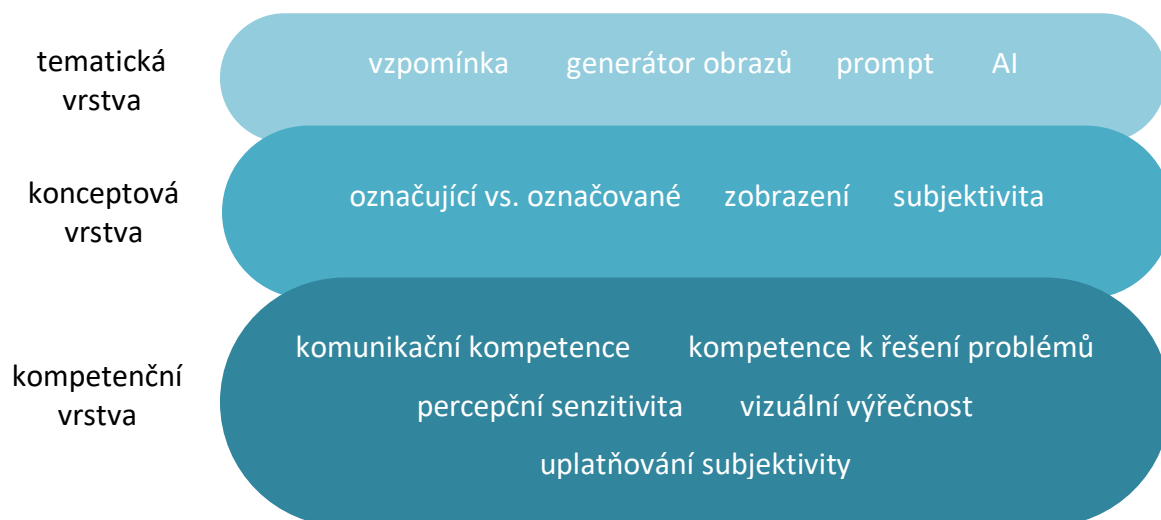 tematická
vrstva
vzpomínka generátor obrazů prompt AI
konceptová
vrstva
označující vs. označované zobrazení subjektivita
kompetenční
vrstva
komunikační kompetence kompetence k řešení problémů
percepční senzitivita vizuální výřečnost
uplatňování subjektivity